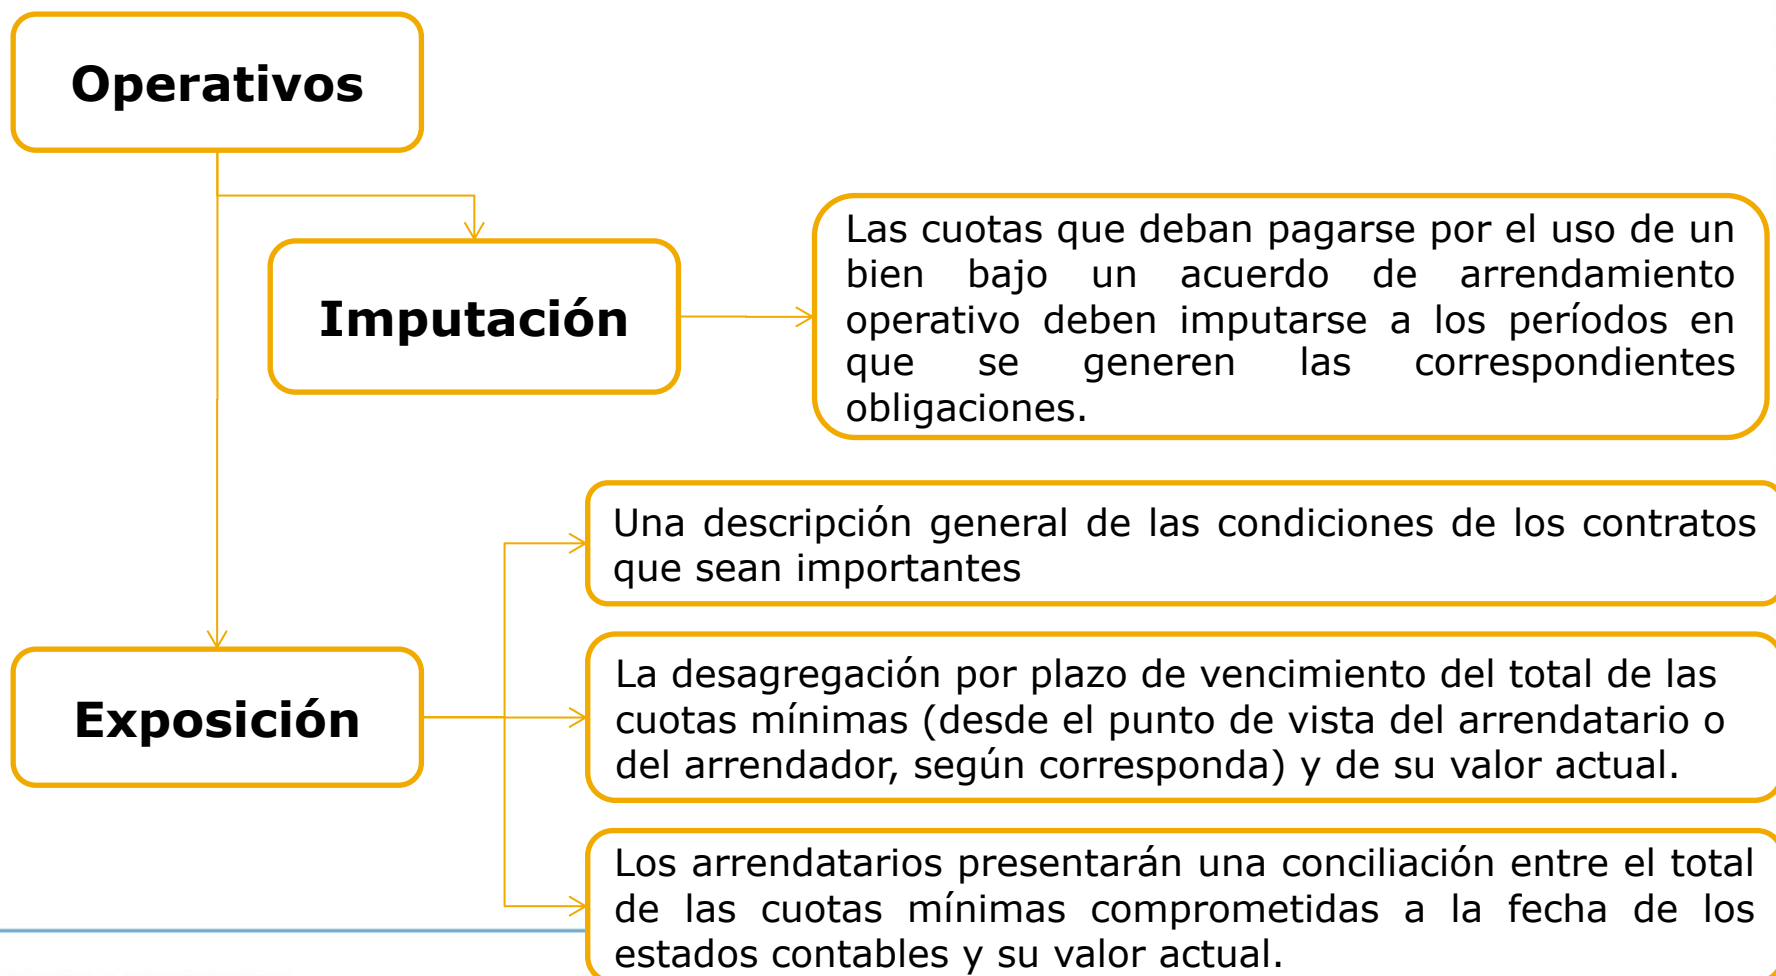 Operativos
Imputación
Las cuotas que deban pagarse por el uso de un
bien bajo un acuerdo de arrendamiento
operativo deben imputarse a los períodos en
que se generen las correspondientes
obligaciones.
Exposición
Una descripción general de las condiciones de los contratos
que sean importantes
La desagregación por plazo de vencimiento del total de las
cuotas mínimas (desde el punto de vista del arrendatario o
del arrendador, según corresponda) y de su valor actual.
Los arrendatarios presentarán una conciliación entre el total
de las cuotas mínimas comprometidas a la fecha de los
estados contables y su valor actual.